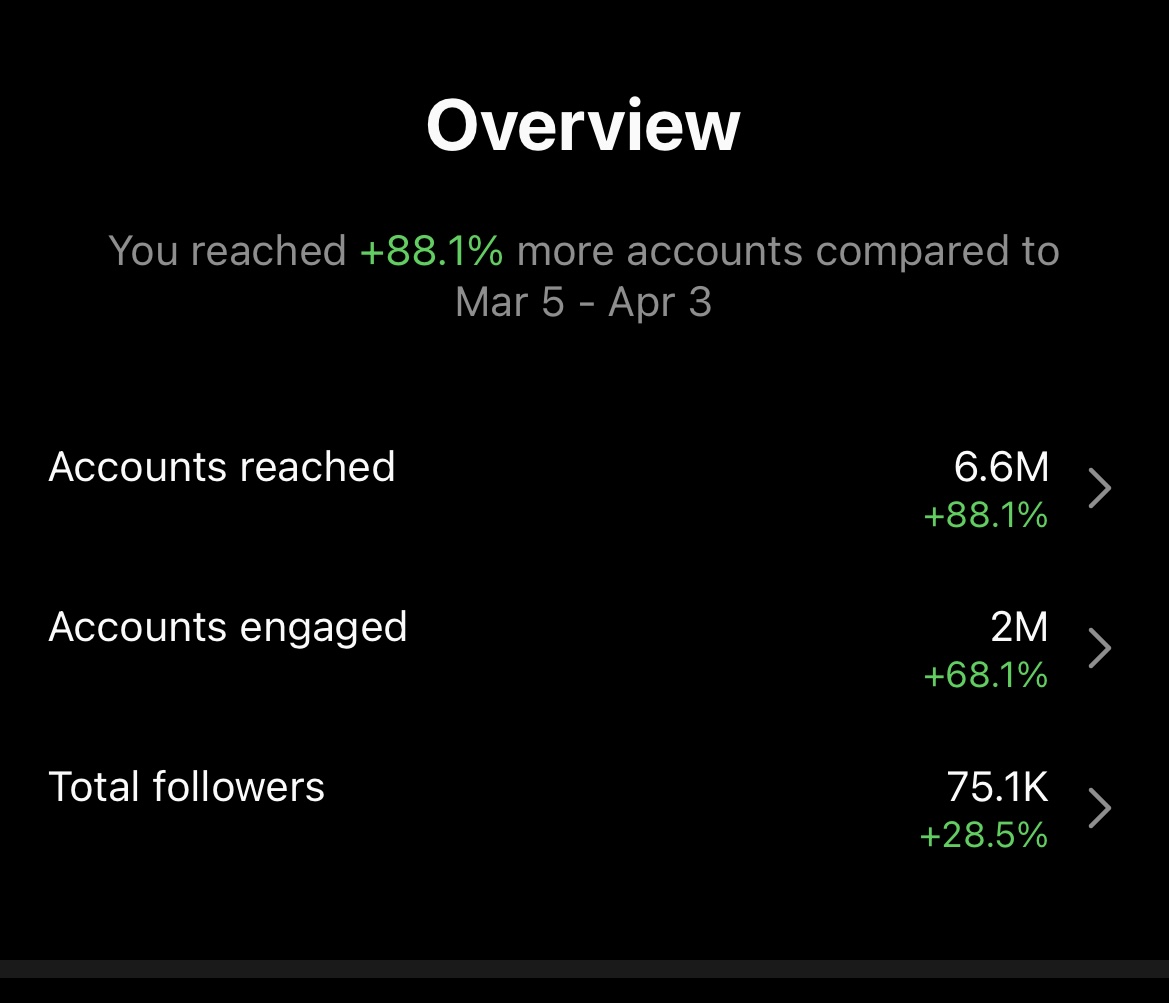 Overview
You reached +88.1% more accounts compared to
Mar 5 - Apr 3
Accounts reached
6.6M
+88.1%
Accounts engaged
2M
+68.1%
Total followers
75.1K
+28.5%